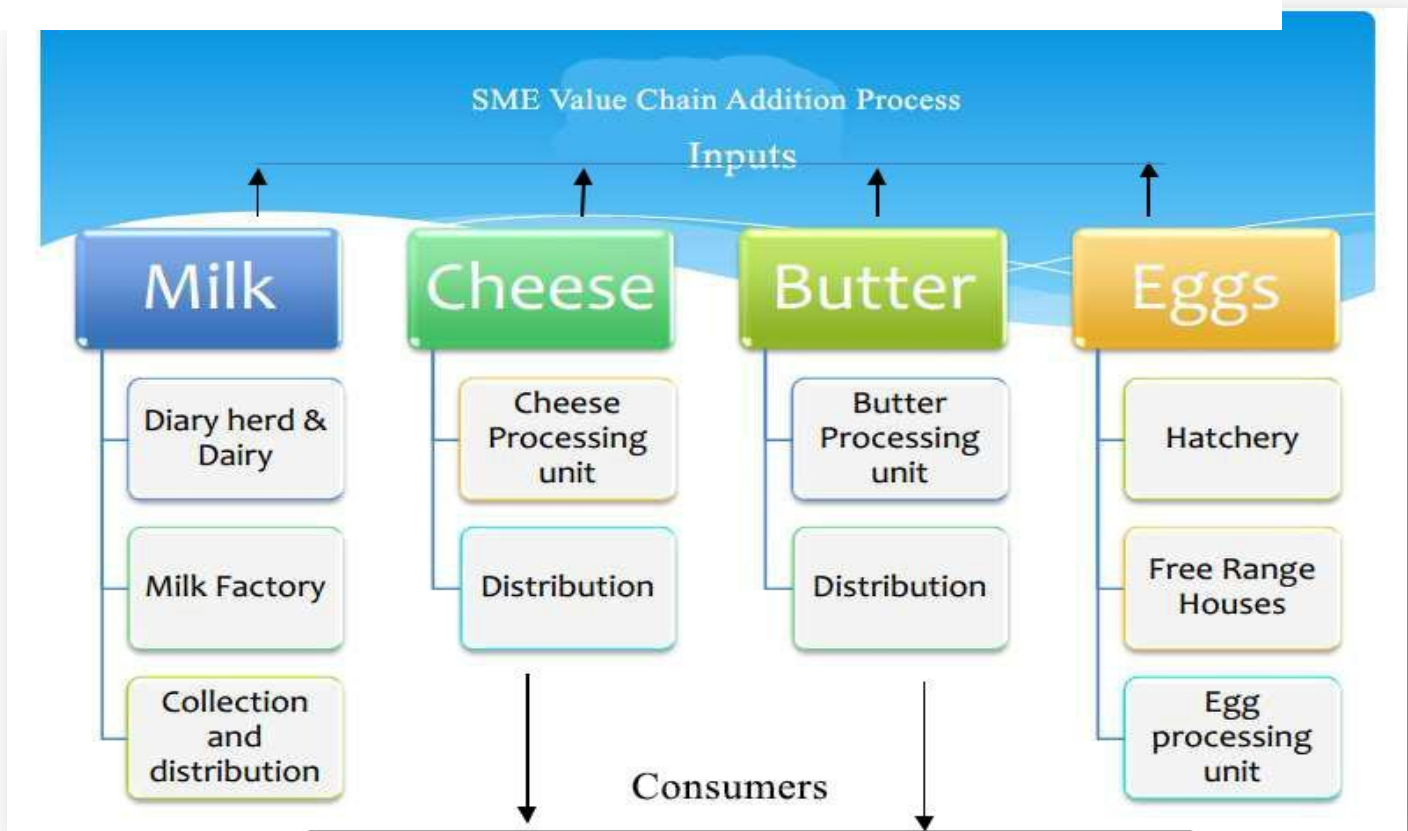 SME Value Chain Addition Process
Inputs
Milk
Diary herd &
Dairy
Milk Factory
Collection
and
distribution
Cheese
Cheese
Processing
unit
Distribution
Butter
Butter
Processing
unit
Distribution
Eggs
Hatchery
Free Range
Houses
Egg
processing
unit
Consumers